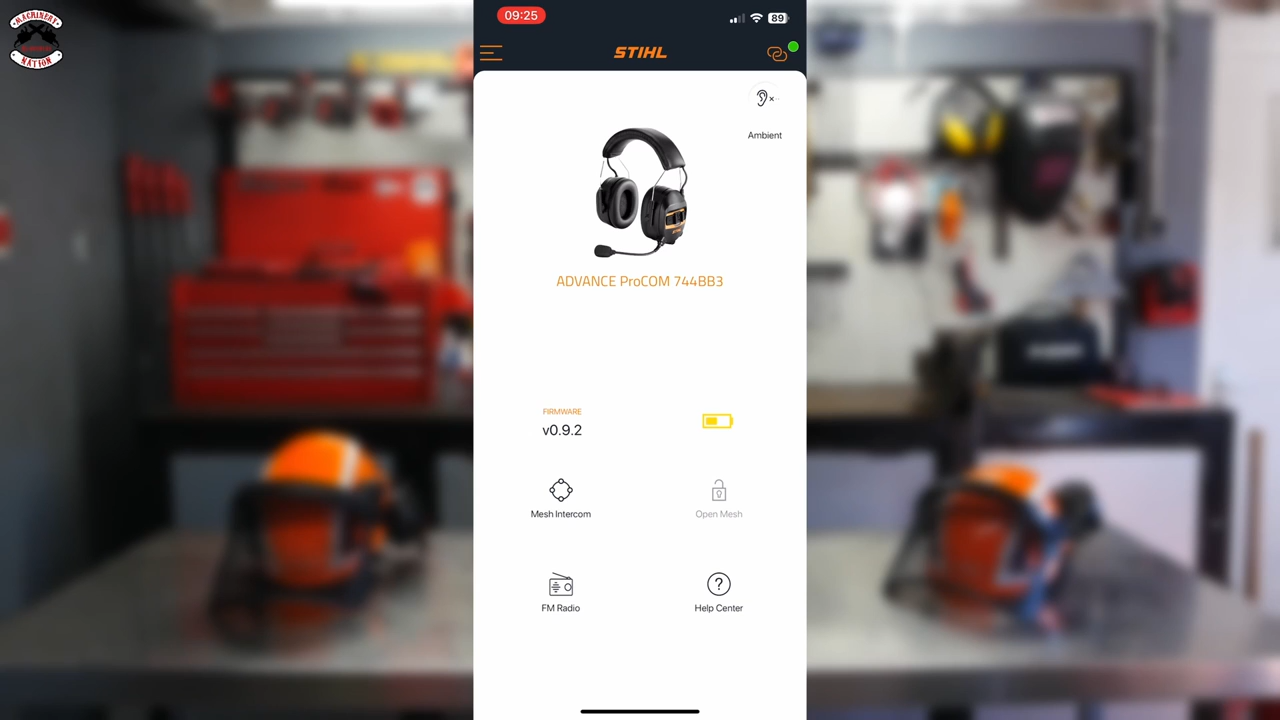 MACHINERY
NATION
09:25
89
STIHL
Ambient
ADVANCE ProCOM 744BB3
FIRMWARE
v0.9.2
Mesh Intercom
Open Mesh
FM Radio
Help Center